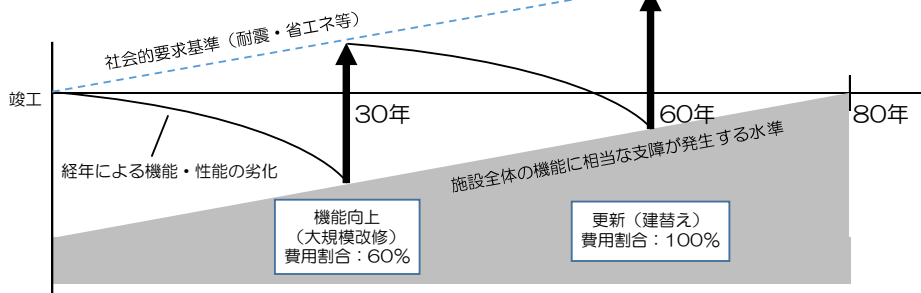 社会的要求基準（耐震・省エネ等）
竣工
30年
60年
80年
経年による機能・性能の劣化
施設全体の機能に相当な支障が発生する水準
機能向上
（大規模改修）
費用割合：60%
更新（建替え）
費用割合：100%